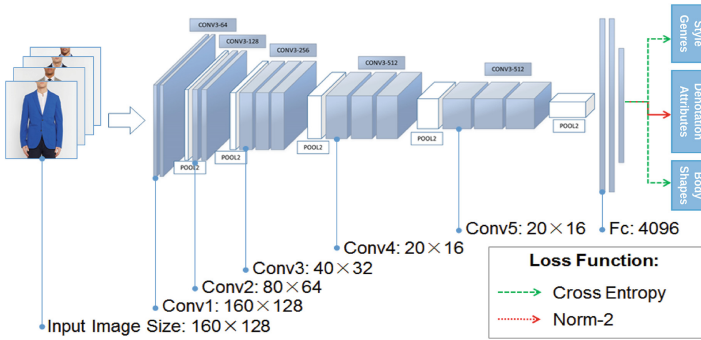 CONV3-64
CONV3-128
CONV3-256
CONV3-512
CONV3-512
POOL2
POOL2
POOL2
POOL2
POOL2
Style
Genres
Denotation
Attributes
Body
Shapes
Conv5: 20×16
Fc: 4096
Conv4: 20×16
Conv3: 40×32
Conv2: 80×64
Conv1: 160×128
Input Image Size: 160×128
Loss Function:
Cross Entropy
Norm-2